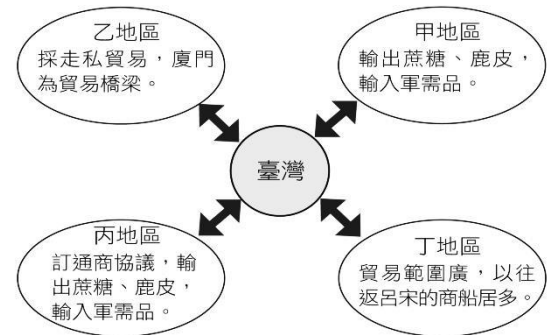 乙地區
採走私貿易，廈門
為貿易橋梁。
甲地區
輸出蔗糖、鹿皮，
輸入軍需品。
臺灣
丙地區
訂通商協議，輸
出蔗糖、鹿皮，
輸入軍需品。
丁地區
貿易範圍廣，以往
返呂宋的商船居多。